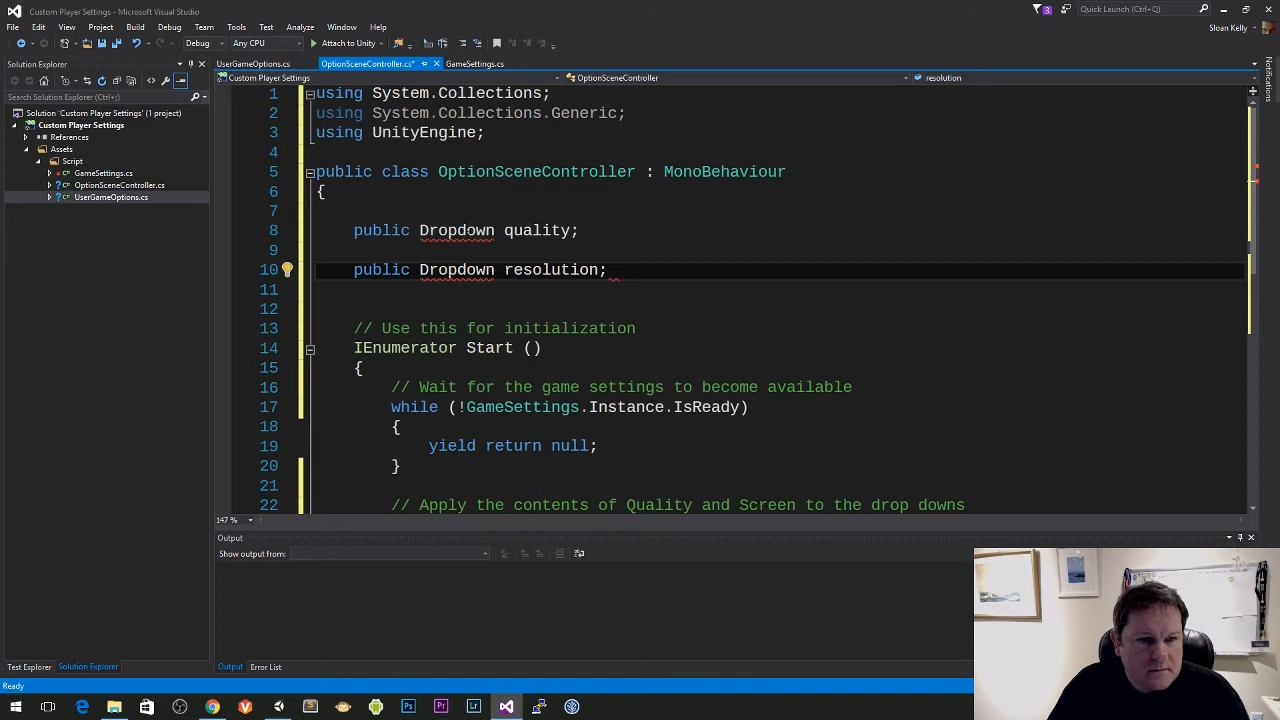 Custom Player Settings - Microsoft Visual Studio
3
Quick Launch (Ctrl+Q)
File Edit View Project Build Debug Team Tools Test Analyze Window Help
Sloan Kelly
Debug Any CPU Attach to Unity
Solution Explorer
UserGameOptions.cs OptionSceneController.cs* GameSettings.cs
Custom Player Settings OptionSceneController resolution
Search Solution Explorer (Ctrl+;)
Solution 'Custom Player Settings' (1 project)
Custom Player Settings
References
Assets
Script
GameSettings.cs
OptionSceneController.cs
UserGameOptions.cs
Notifications
1 using System.Collections;
2 using System.Collections.Generic;
3 using UnityEngine;
4
5 public class OptionSceneController : MonoBehaviour
6 {
7
8 public Dropdown quality;
9
10 public Dropdown resolution;
11
12
13 // Use this for initialization
14 IEnumerator Start ()
15 {
16 // Wait for the game settings to become available
17 while (!GameSettings.Instance.IsReady)
18 {
19 yield return null;
20 }
21
22 // Apply the contents of Quality and Screen to the drop downs
147 %
Output
Show output from:
Test Explorer Solution Explorer
Output Error List
Ready